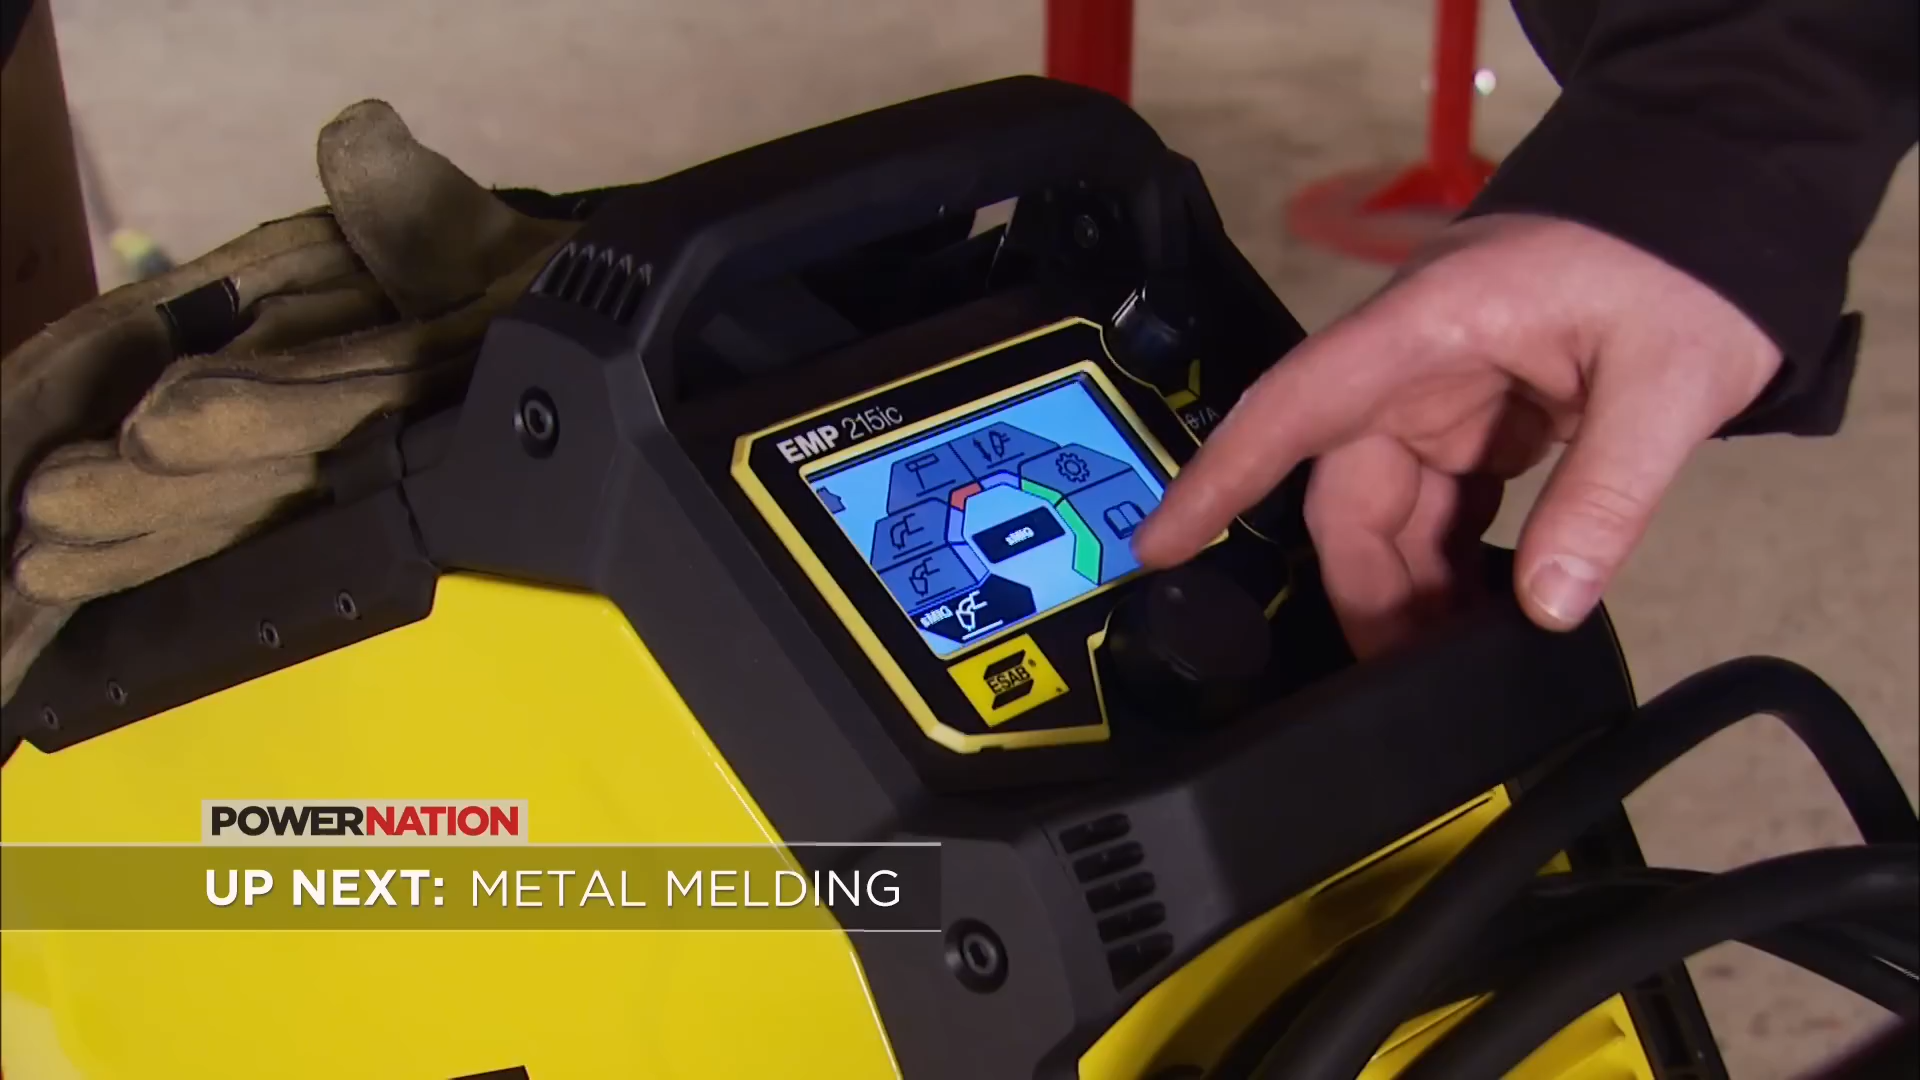 EMP 215ic
/A
sMIG
sMIG
ESAB
POWERNATION
UP NEXT: METAL MELDING